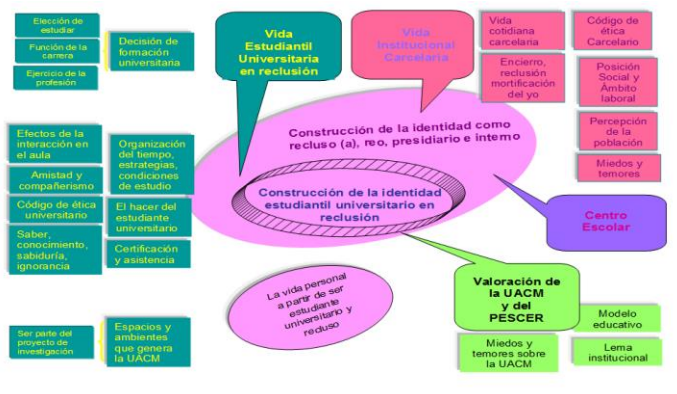 Elección de
estudiar
Función de la
carrera
Ejercicio de la
profesión
Decisión de
formación
universitaria
Vida
Estudiantil
Universitaria
en reclusión
Vida
Institucional
Carcelaria
Vida
cotidiana
carcelaria
Código de
ética
Carcelario
Encierro,
reclusión
mortificación
del yo
Posición
Social y
Ámbito
laboral
Percepción
de la
población
Miedos y
temores
Construcción de la identidad como
recluso (a), reo, presidiario e interno
Construcción de la identidad
estudiantil universitario en
reclusión
Efectos de la
interacción en
el aula
Amistad y
compañerismo
Código de ética
universitario
Saber,
conocimiento,
sabiduría,
ignorancia
Organización
del tiempo,
estrategias,
condiciones
de estudio
El hacer del
estudiante
universitario
Certificación
y asistencia
Centro
Escolar
La vida personal
a partir de ser
estudiante
universitario y
recluso
Valoración de
la UACM
y del
PESCER
Modelo
educativo
Miedos y
temores sobre
la UACM
Lema
institucional
Ser parte del
proyecto de
investigación
Espacios y
ambientes
que genera
la UACM